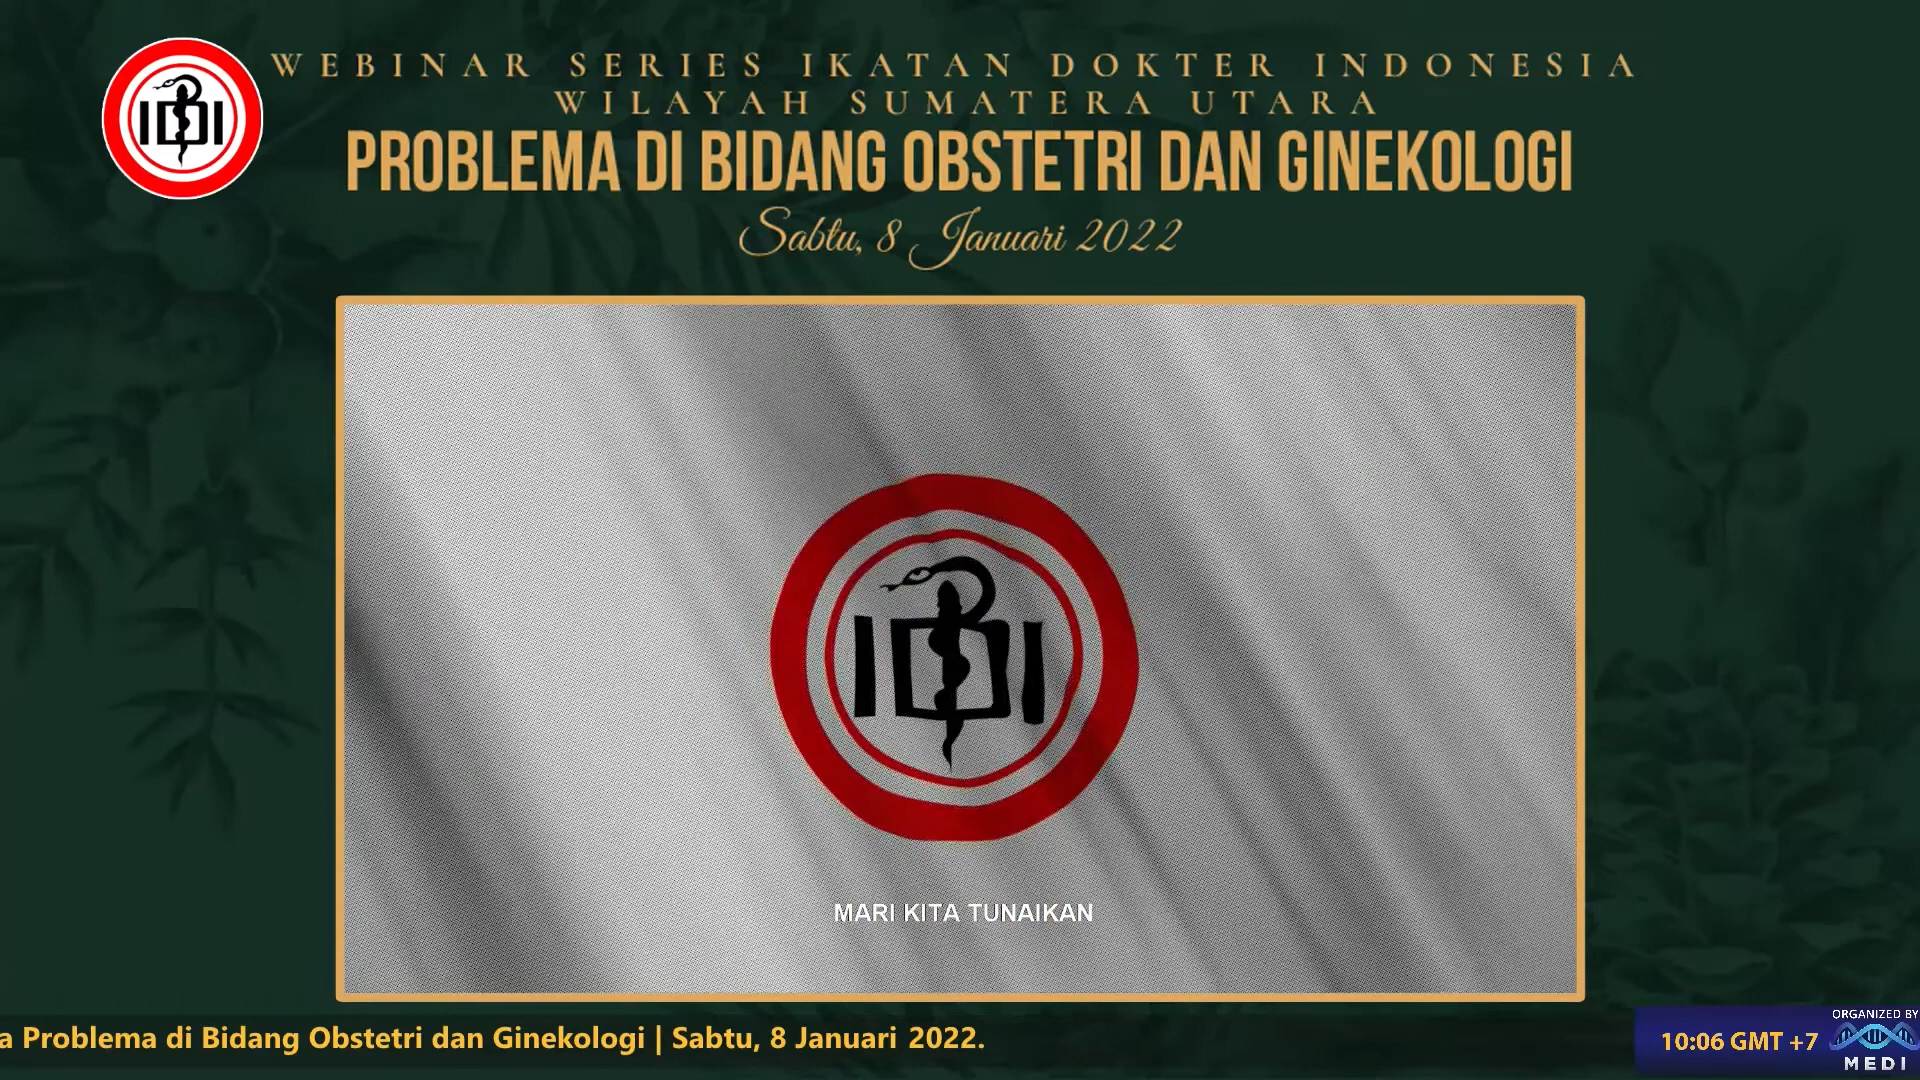 IDI
WEBINAR SERIES IKATAN DOKTER INDONESIA
WILAYAH SUMATERA UTARA
PROBLEMA DI BIDANG OBSTETRI DAN GINEKOLOGI
Sabtu, 8 Januari 2022
IDI
MARI KITA TUNAIKAN
a Problema di Bidang Obstetri dan Ginekologi | Sabtu, 8 Januari 2022.
10:06 GMT +7
ORGANIZED BY
MEDI